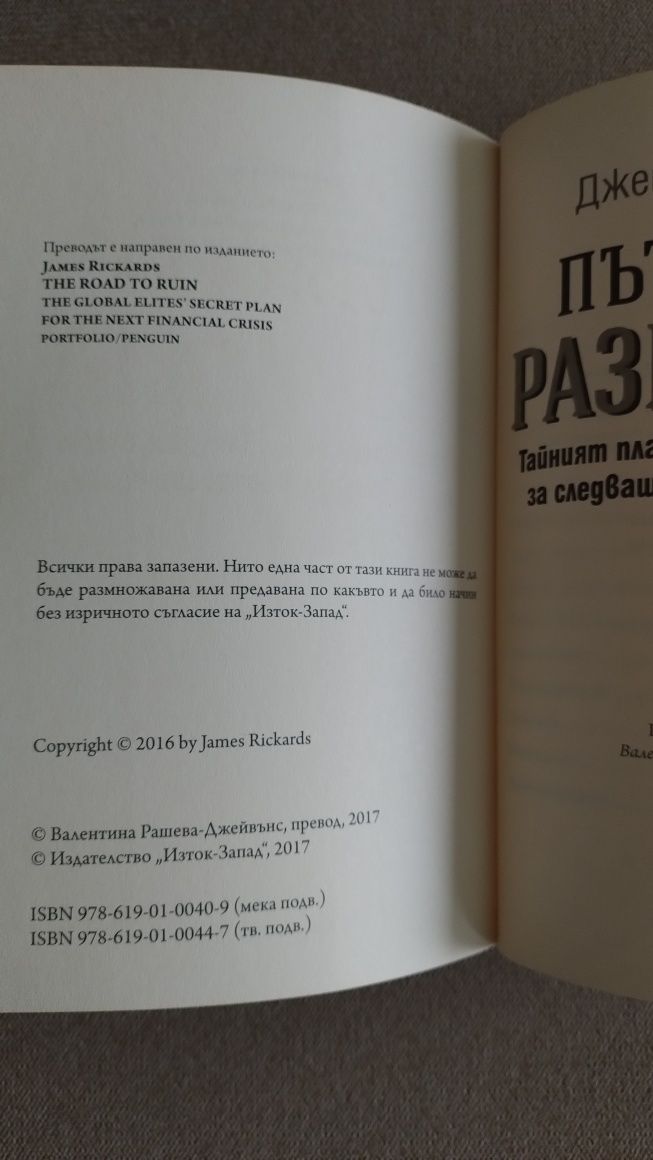 Преводът е направен по изданието:
JAMES RICKARDS
THE ROAD TO RUIN
THE GLOBAL ELITES' SECRET PLAN
FOR THE NEXT FINANCIAL CRISIS
PORTFOLIO/PENGUIN
Всички права запазени. Нито една част от тази книга не може да
бъде размножавана или предавана по какъвто и да било начин
без изричното съгласие на „Изток-Запад“.
Copyright © 2016 by James Rickards
© Валентина Рашева-Джейвънс, превод, 2017
© Издателство „Изток-Запад“, 2017
ISBN 978-619-01-0040-9 (мека подв.)
ISBN 978-619-01-0044-7 (тв. подв.)
Дже
ПЪТ
РАЗ
Тайният пла
за следващ
Вале